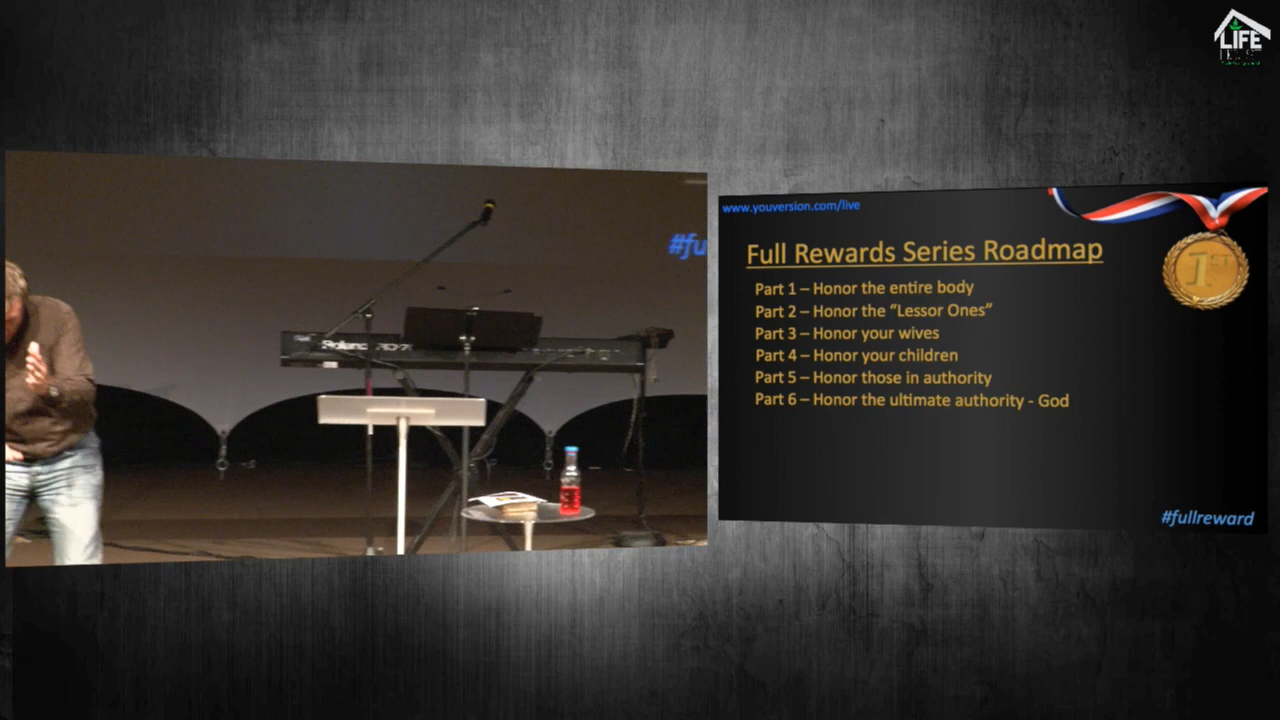 LIFE
#fu
Roland
www.youversion.com/live
Full Rewards Series Roadmap
1ST
Part 1 – Honor the entire body
Part 2 – Honor the “Lessor Ones”
Part 3 – Honor your wives
Part 4 – Honor your children
Part 5 – Honor those in authority
Part 6 – Honor the ultimate authority - God
#fullreward